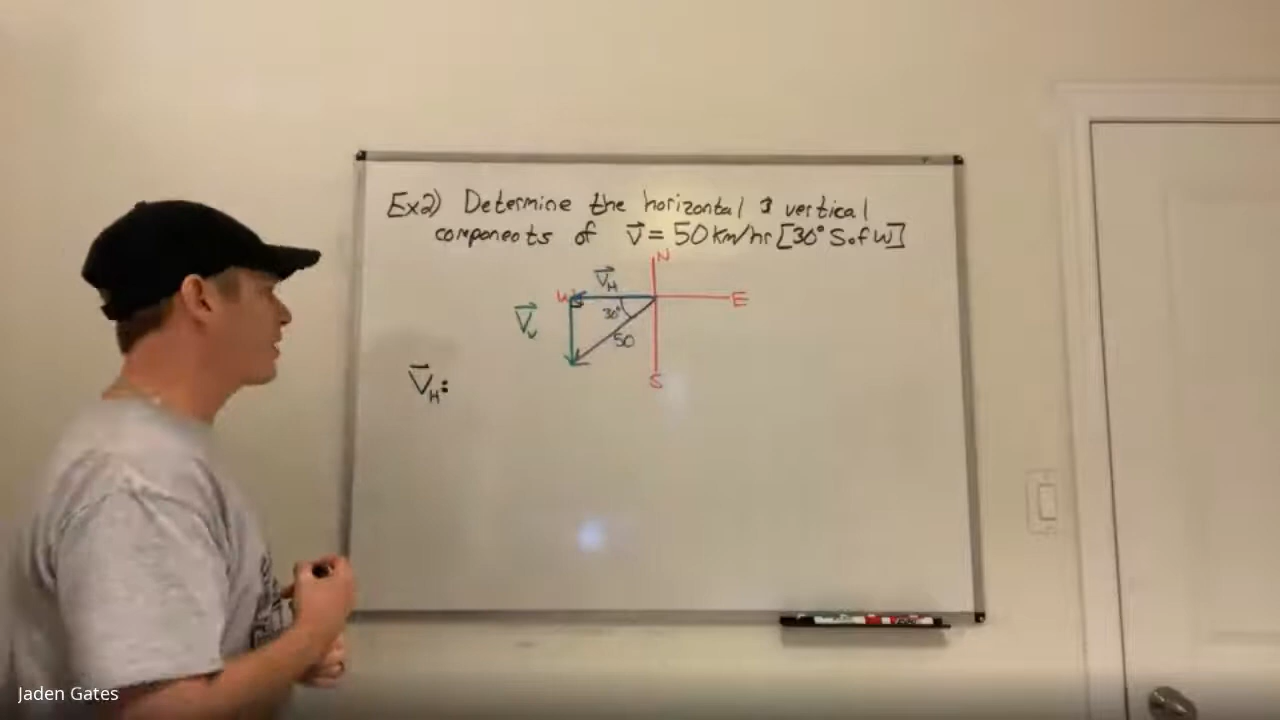 Ex2) Determine the horizontal & vertical
components of v⃗ = 50 km/hr [30° S of W]
N
V⃗H
W
E
30°
V⃗v
50
S
V⃗H:
Jaden Gates